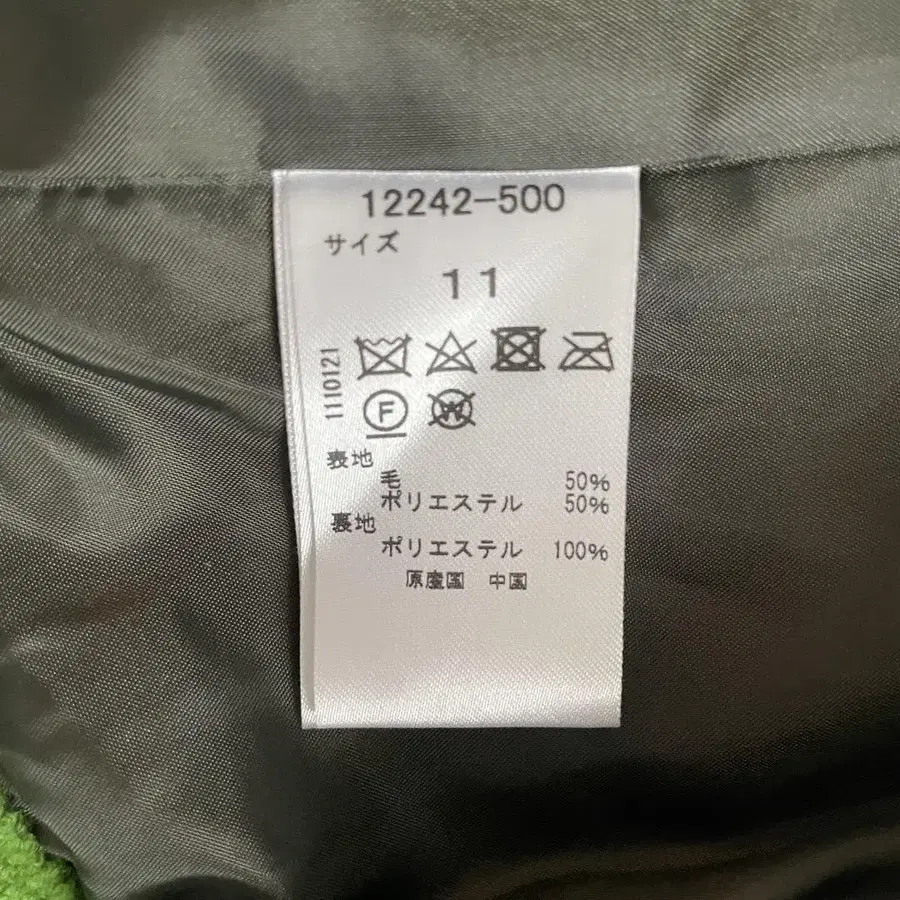 12242-500
サイズ
11
1110121
F
W
表地
毛 50%
ポリエステル 50%
裏地
ポリエステル 100%
原産国 中国